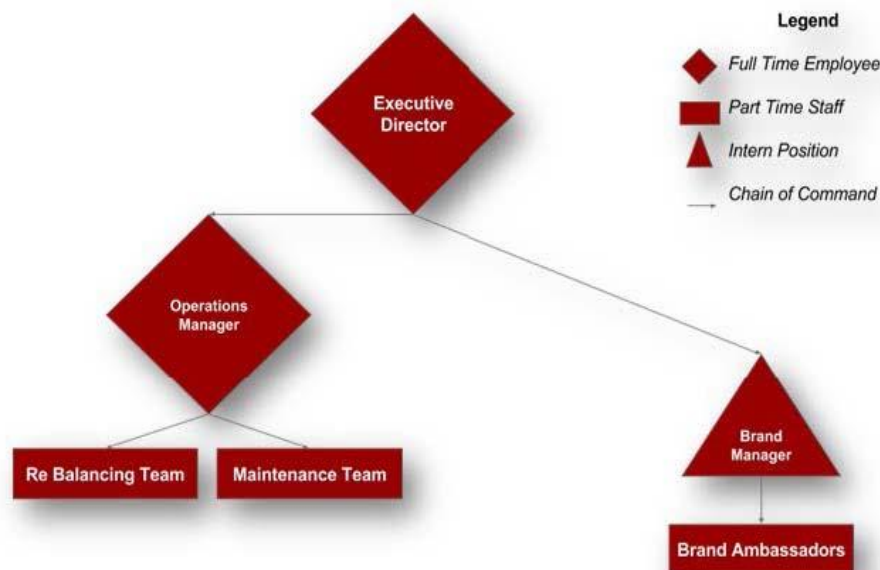 Legend
Full Time Employee
Part Time Staff
Intern Position
Chain of Command
Executive
Director
Operations
Manager
Brand
Manager
Re Balancing Team
Maintenance Team
Brand Ambassadors